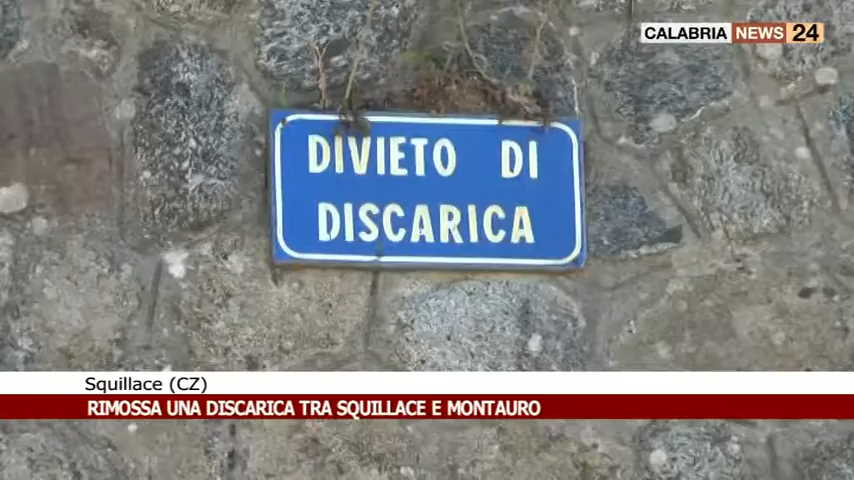 CALABRIA NEWS 24
DIVIETO DI
DISCARICA
Squillace (CZ)
RIMOSSA UNA DISCARICA TRA SQUILLACE E MONTAURO